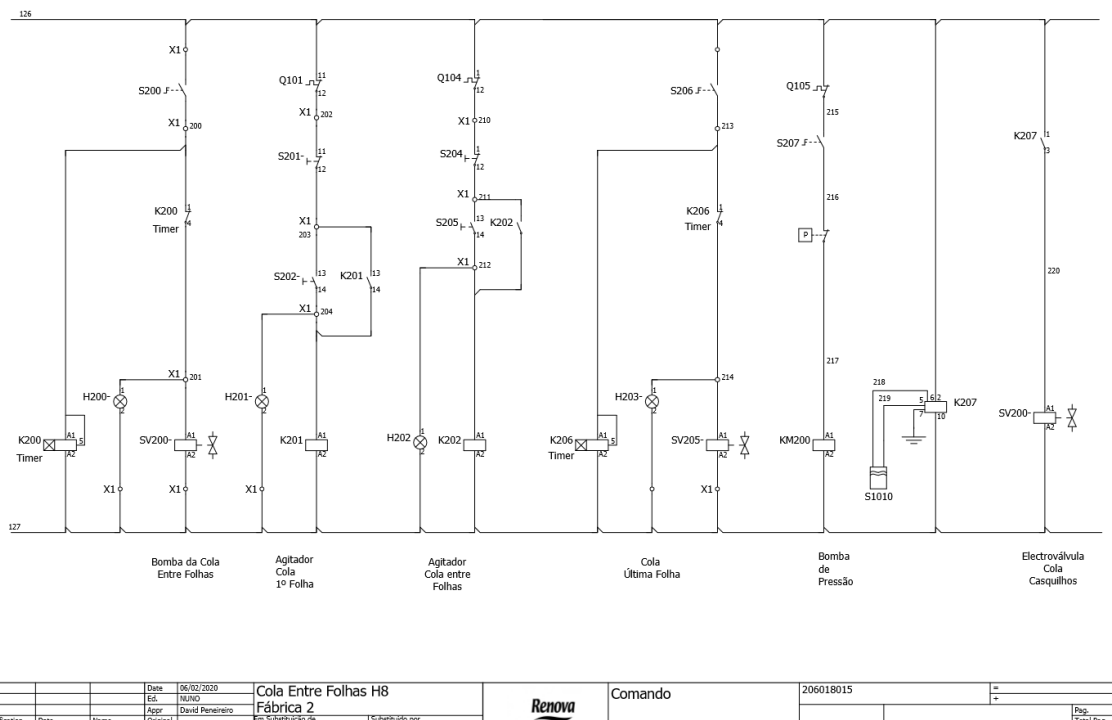 126
X1
S200
X1
200
K200
Timer
1
4
X1
201
H200-
1
2
K200
Timer
A1
A2
5
SV200-
A1
A2
X1
X1
Q101
11
12
X1
202
S201-
11
12
X1
203
S202-
13
14
K201
13
14
X1
204
H201-
1
2
K201
A1
A2
X1
Q104
1
12
X1
210
S204
1
12
X1
211
S205
13
14
K202
X1
212
H202
1
2
K202
A1
A2
S206
213
K206
Timer
1
4
214
H203-
1
2
K206
Timer
A1
A2
5
SV205-
A1
A2
X1
Q105
215
S207
216
P
217
KM200
A1
A2
218
219
5
6
2
7
10
K207
S1010
K207
1
3
220
SV200-
A1
A2
127
Bomba da Cola
Entre Folhas
Agitador
Cola
1º Folha
Agitador
Cola entre
Folhas
Cola
Última Folha
Bomba
de
Pressão
Electroválvula
Cola
Casquilhos
Date
06/02/2020
Ed.
NUNO
Appr
David Peneireiro
Cola Entre Folhas H8
Fábrica 2
Renova
Comando
206018015
=
+
Pag.